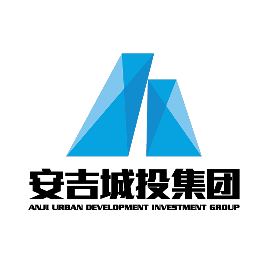 安吉城投集团
ANJI URBAN DEVELOPMENT INVESTMENT GROUP